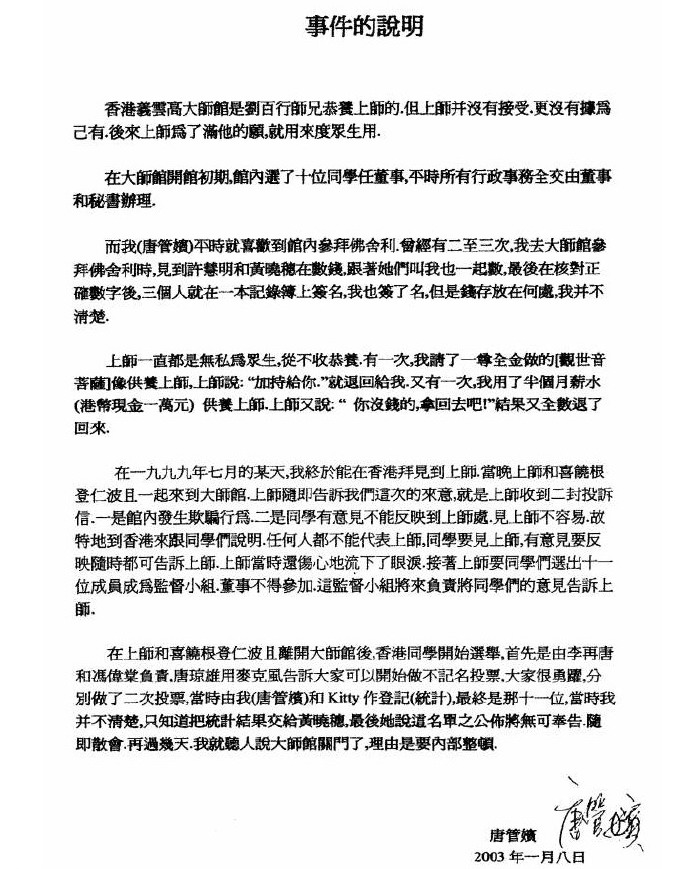 事件的說明
香港義雲高大師館是劉百行師兄恭養上師的.但上師并沒有接受.更沒有據為
己有.後來上師為了滿他的願,就用來度眾生用.
在大師館開館初期,館內選了十位同學任董事,平時所有行政事務全交由董事
和秘書辦理.
而我(唐管嬪)平時就喜歡到館內參拜佛舍利.曾經有二至三次,我去大師館參
拜佛舍利時,見到許慧明和黃曉穗在數錢,跟著她們叫我也一起數,最後在核對正
確數字後,三個人就在一本記錄簿上簽名,我也簽了名,但是錢存放在何處,我并不
清楚.
上師一直都是無私為眾生,從不收恭養.有一次,我請了一尊全金做的[觀世音
菩薩]像供養上師,上師說: “加持給你.”就退回給我.又有一次,我用了半個月薪水
(港幣現金一萬元) 供養上師.上師又說: “ 你沒錢的,拿回去吧!”結果又全數退了
回來.
在一九九九年七月的某天,我終於能在香港拜見到上師.當晚上師和喜饒根
登仁波且一起來到大師館.上師隨即告訴我們這次的來意,就是上師收到二封投訴
信.一是館內發生欺騙行為.二是同學有意見不能反映到上師處.見上師不容易.故
特地到香港來跟同學們說明.任何人都不能代表上師,同學要見上師,有意見要反
映隨時都可告訴上師.上師當時還傷心地流下了眼淚.接著上師要同學們選出十一
位成員成為監督小組.董事不得參加.這監督小組將來負責將同學們的意見告訴上
師.
在上師和喜饒根登仁波且離開大師館後,香港同學開始選舉,首先是由李再唐
和馮偉堂負責,唐琼雄用麥克風告訴大家可以開始做不記名投票,大家很勇躍,分
別做了二次投票,當時由我(唐管嬪)和 Kitty 作登記(統計),最終是那十一位,當時我
并不清楚,只知道把統計結果交給黃曉穗,最後她說這名單之公佈將無可奉告.隨
即散會.再過幾天.我就聽人說大師館關門了,理由是要內部整頓.
唐管嬪 唐管嬪
2003 年一月八日